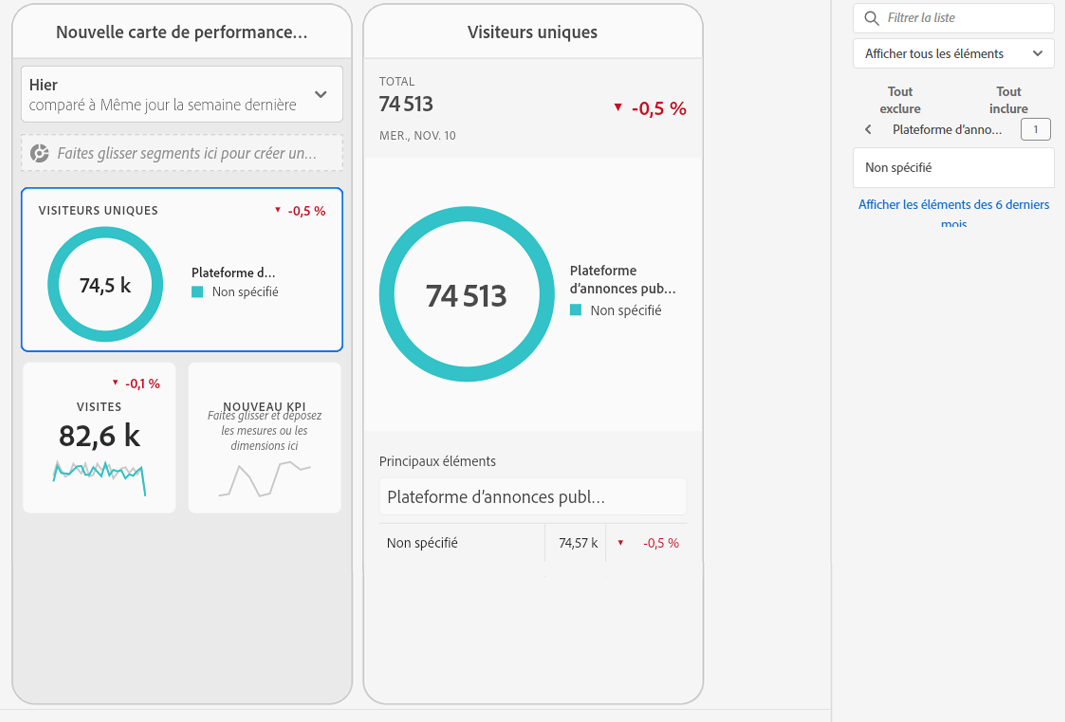 Nouvelle carte de performance...
Hier
comparé à Même jour la semaine dernière
Faites glisser segments ici pour créer un...
VISITEURS UNIQUES
-0,5 %
74,5 k
Plateforme d...
Non spécifié
-0,1 %
VISITES
82,6 k
NOUVEAU KPI
Faites glisser et déposez
les mesures ou les
dimensions ici
Visiteurs uniques
TOTAL
74 513
-0,5 %
MER., NOV. 10
74 513
Plateforme
d'annonces pub...
Non spécifié
Principaux éléments
Plateforme d'annonces publ...
Non spécifié
74,57 k
-0,5 %
Filtrer la liste
Afficher tous les éléments
Tout
exclure
Tout
inclure
Plateforme d'anno...
1
Non spécifié
Afficher les éléments des 6 derniers
mois